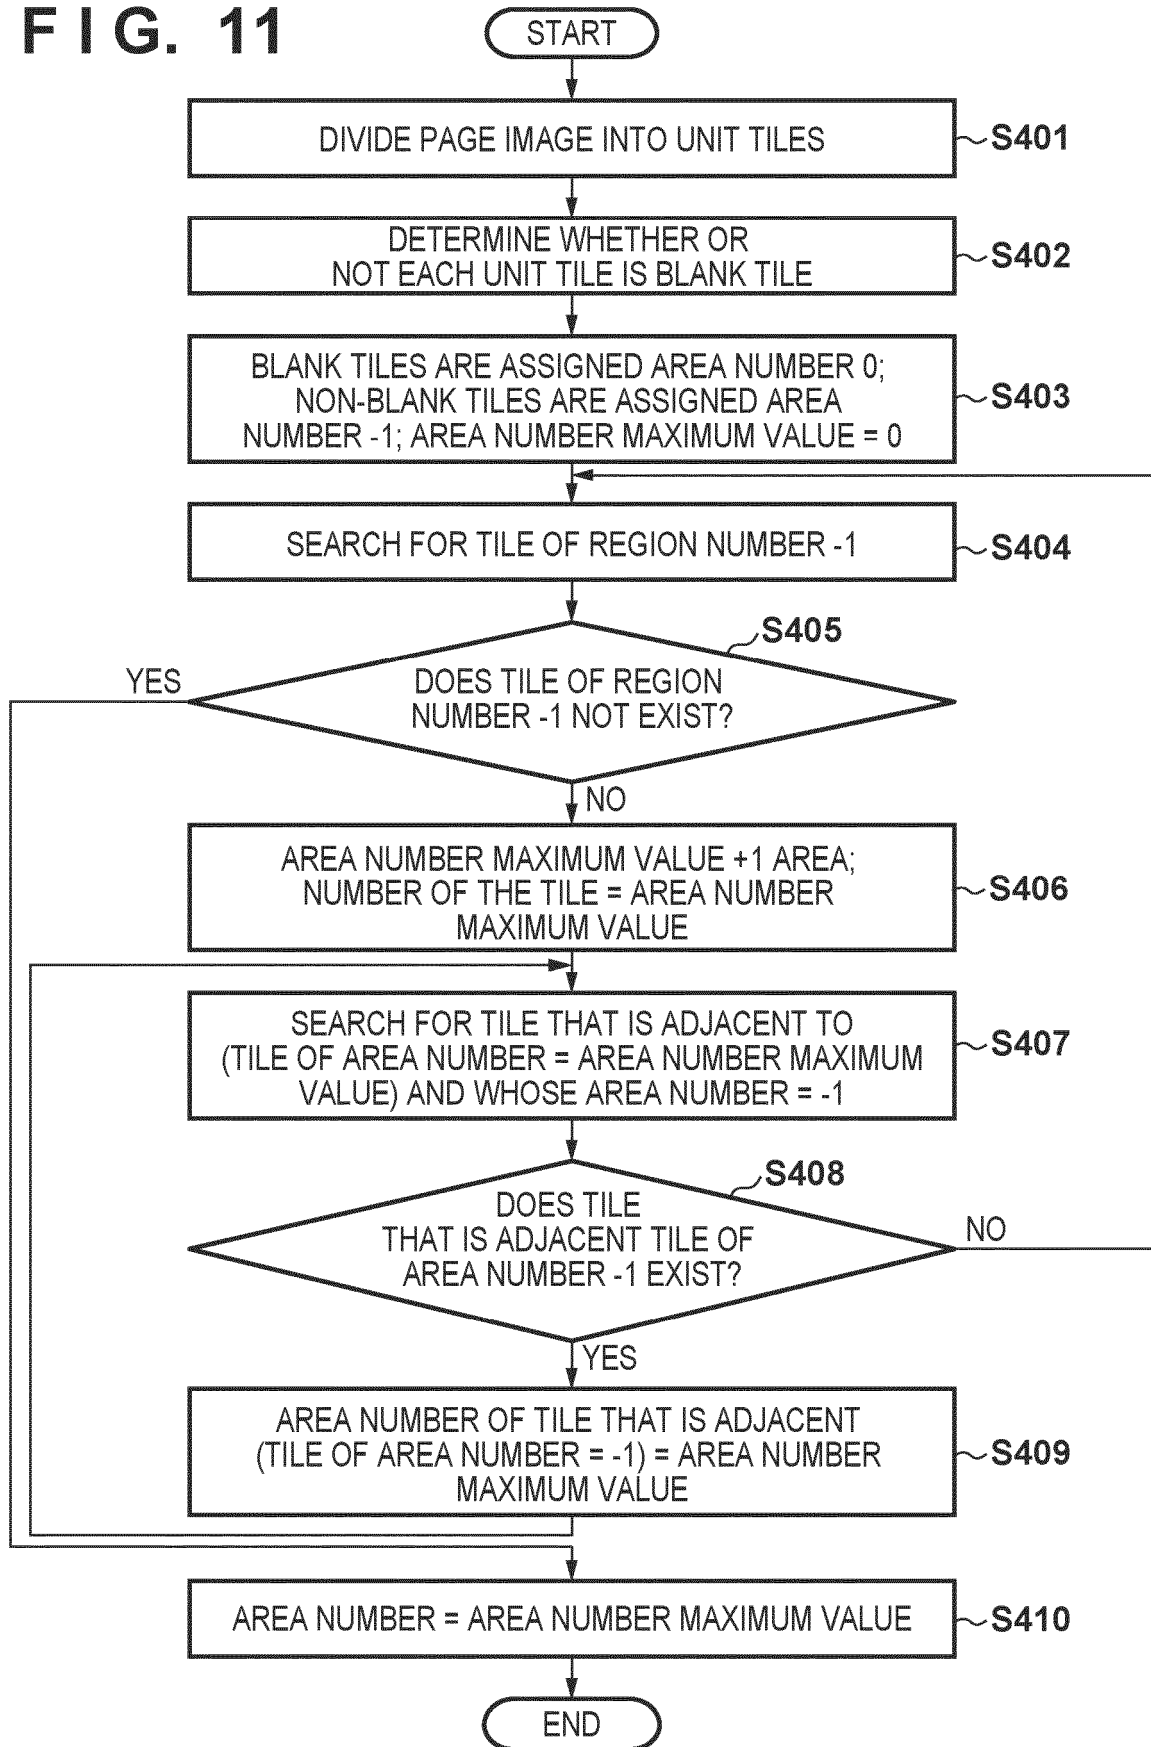 FIG. 11
START
DIVIDE PAGE IMAGE INTO UNIT TILES
S401
DETERMINE WHETHER OR
NOT EACH UNIT TILE IS BLANK TILE
S402
BLANK TILES ARE ASSIGNED AREA NUMBER 0;
NON-BLANK TILES ARE ASSIGNED AREA
NUMBER -1; AREA NUMBER MAXIMUM VALUE = 0
S403
SEARCH FOR TILE OF REGION NUMBER -1
S404
S405
YES
DOES TILE OF REGION
NUMBER -1 NOT EXIST?
NO
AREA NUMBER MAXIMUM VALUE +1 AREA;
NUMBER OF THE TILE = AREA NUMBER
MAXIMUM VALUE
S406
SEARCH FOR TILE THAT IS ADJACENT TO
(TILE OF AREA NUMBER = AREA NUMBER MAXIMUM
VALUE) AND WHOSE AREA NUMBER = -1
S407
S408
DOES TILE
THAT IS ADJACENT TILE OF
AREA NUMBER -1 EXIST?
NO
YES
AREA NUMBER OF TILE THAT IS ADJACENT
(TILE OF AREA NUMBER = -1) = AREA NUMBER
MAXIMUM VALUE
S409
AREA NUMBER = AREA NUMBER MAXIMUM VALUE
S410
END